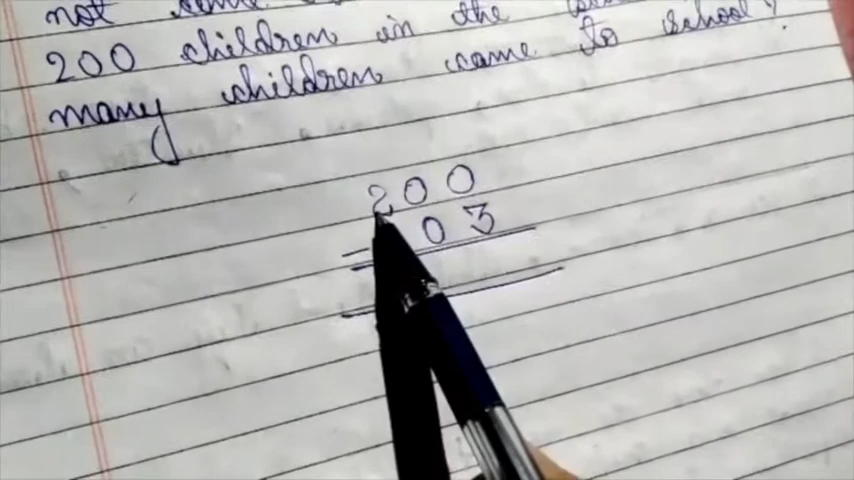 not
200 children in the
many children came to school?
200
03